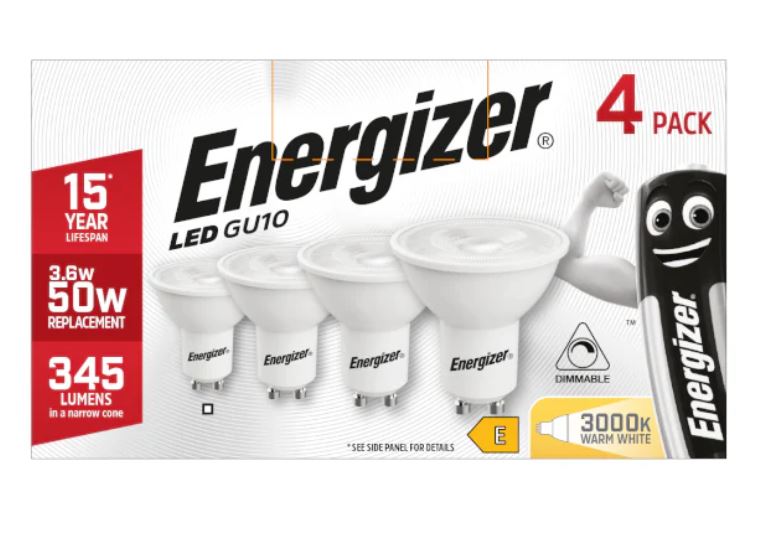 Energizer®
4 PACK
LED GU10
15*
YEAR
LIFESPAN
3.6w
50w
REPLACEMENT
345
LUMENS
in a narrow cone
Energizer®
Energizer®
Energizer®
Energizer®
™
DIMMABLE
Energizer®
E
3000K
WARM WHITE
* SEE SIDE PANEL FOR DETAILS